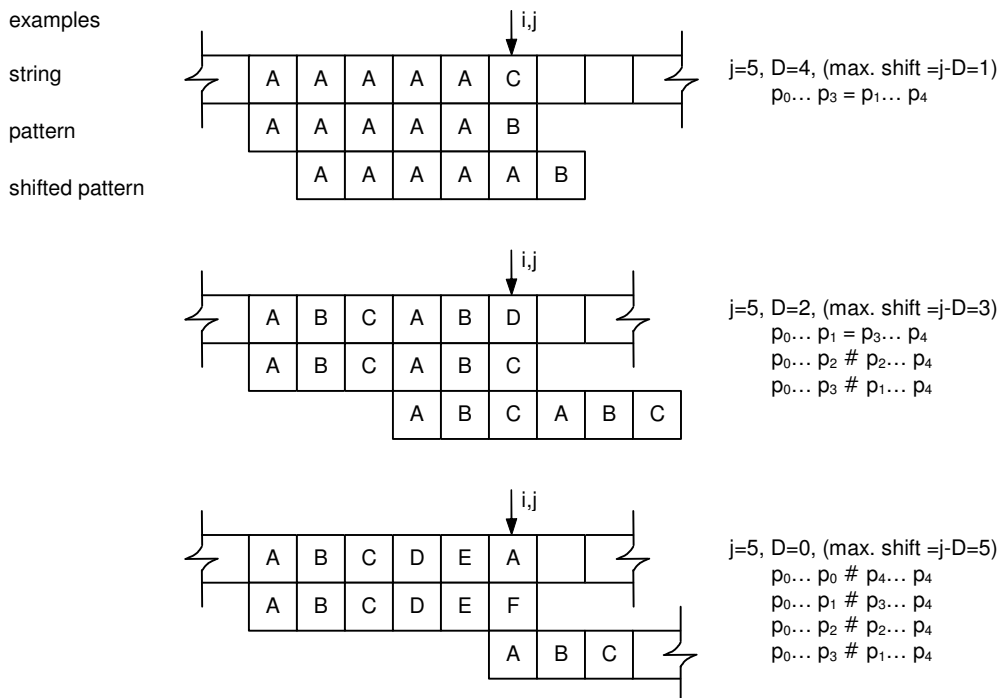 examples
i,j
string
A A A A A C
j=5, D=4, (max. shift =j-D=1)
p₀... p₃ = p₁... p₄
pattern
A A A A A B
shifted pattern
A A A A A B
i,j
A B C A B D
j=5, D=2, (max. shift =j-D=3)
p₀... p₁ = p₃... p₄
A B C A B C
p₀... p₂ # p₂... p₄
p₀... p₃ # p₁... p₄
A B C A B C
i,j
A B C D E A
j=5, D=0, (max. shift =j-D=5)
p₀... p₀ # p₄... p₄
A B C D E F
p₀... p₁ # p₃... p₄
p₀... p₂ # p₂... p₄
A B C
p₀... p₃ # p₁... p₄